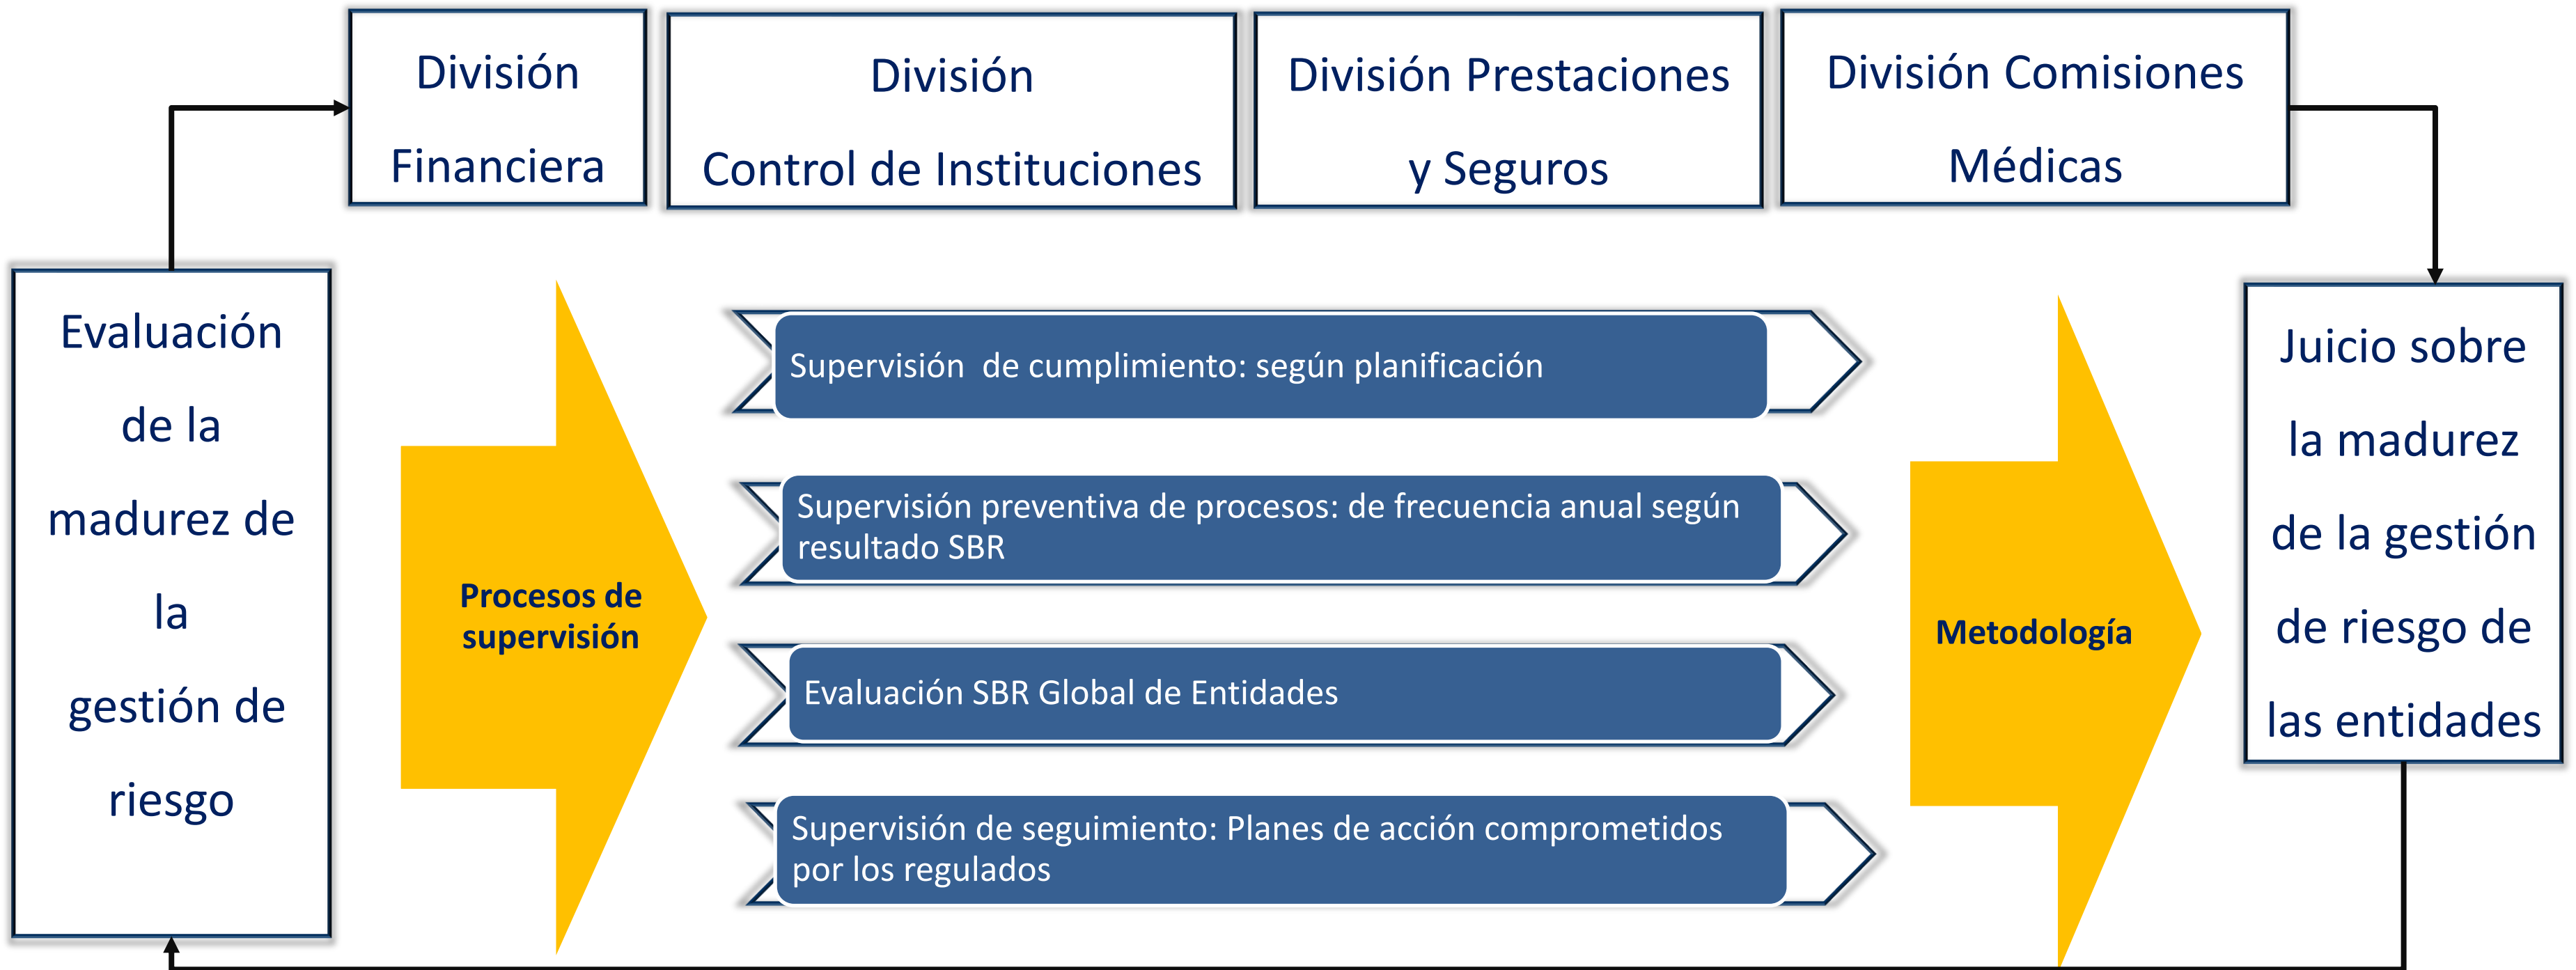 División
Financiera
División
Control de Instituciones
División Prestaciones
y Seguros
División Comisiones
Médicas
Evaluación
de la
madurez de
la
gestión de
riesgo
Procesos de
supervisión
Supervisión  de cumplimiento: según planificación
Supervisión preventiva de procesos: de frecuencia anual según
resultado SBR
Evaluación SBR Global de Entidades
Supervisión de seguimiento: Planes de acción comprometidos
por los regulados
Metodología
Juicio sobre
la madurez
de la gestión
de riesgo de
las entidades